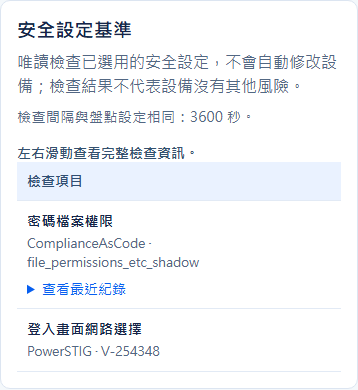 安全設定基準
唯讀檢查已選用的安全設定，不會自動修改設
備；檢查結果不代表設備沒有其他風險。
檢查間隔與盤點設定相同：3600 秒。
左右滑動查看完整檢查資訊。
檢查項目
密碼檔案權限
ComplianceAsCode ·
file_permissions_etc_shadow
▶ 查看最近紀錄
登入畫面網路選擇
PowerSTIG · V-254348